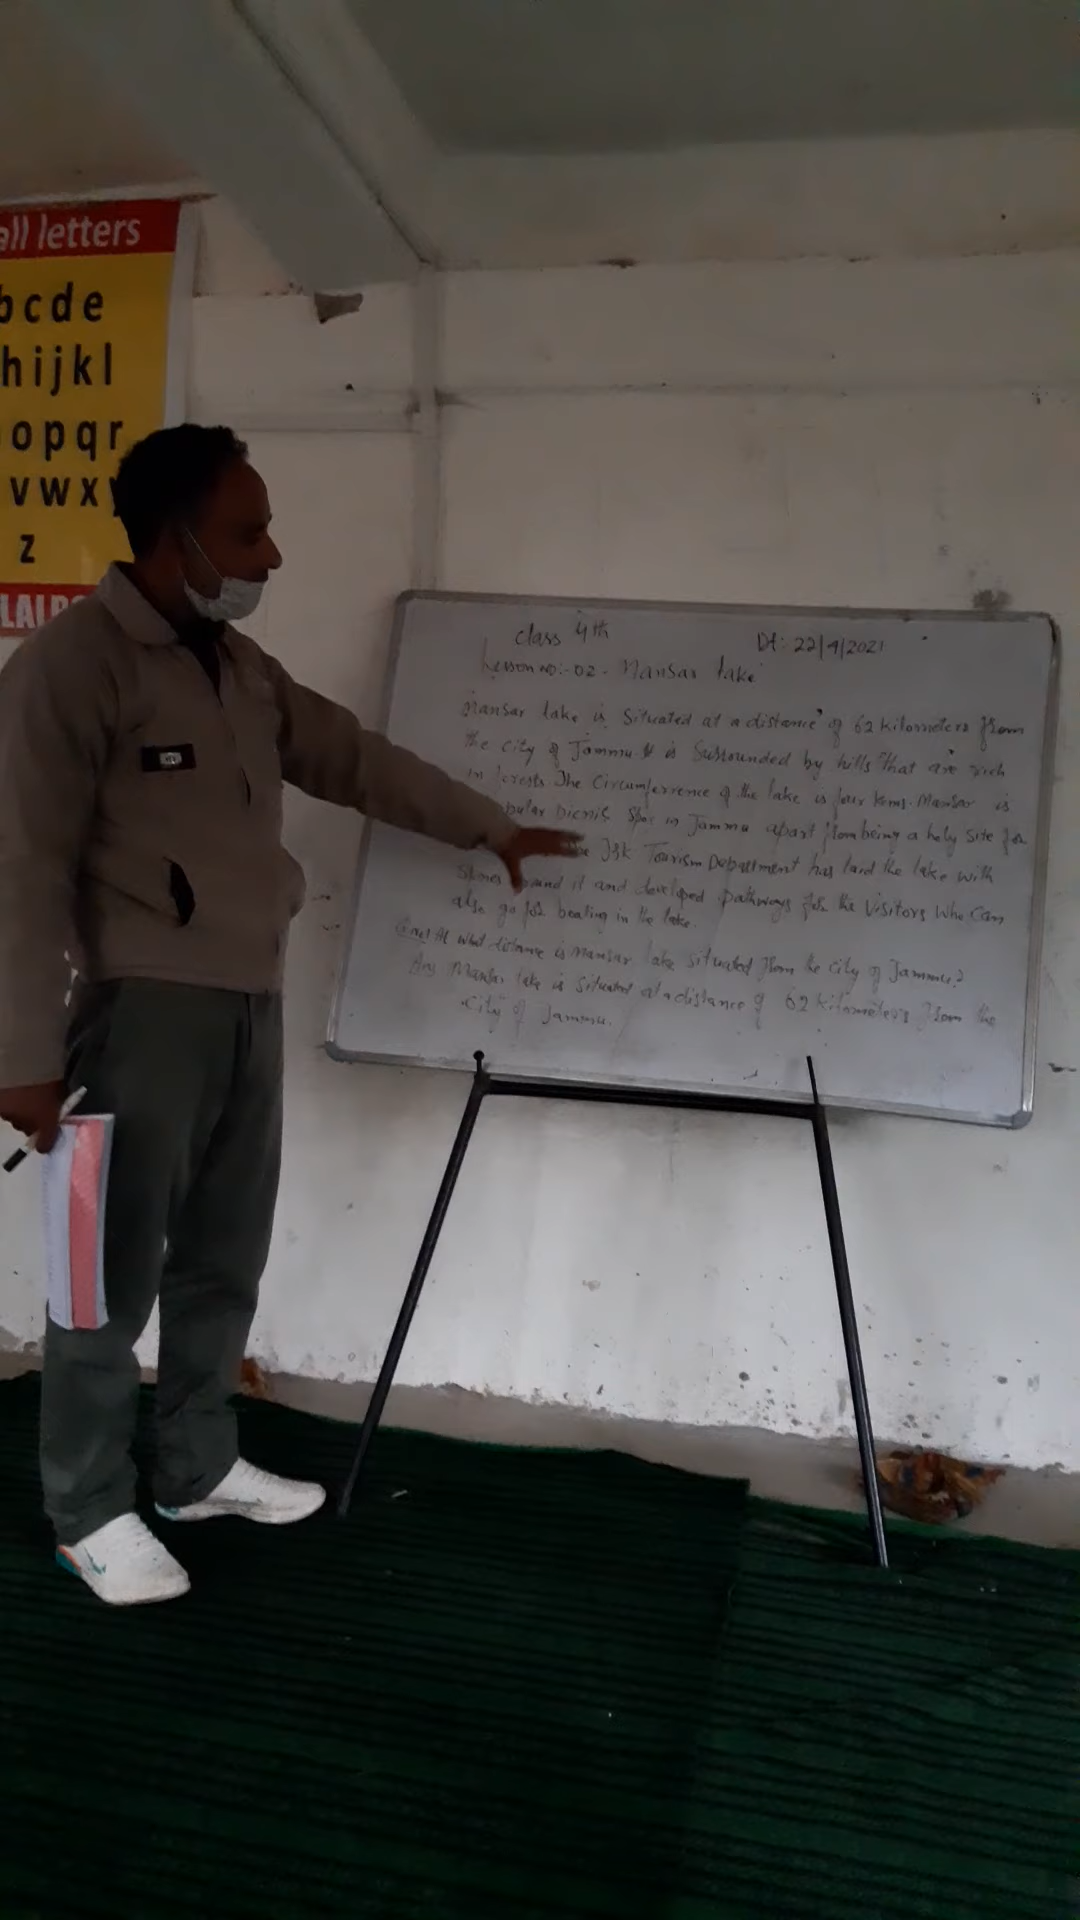 all letters
bcde
hijkl
opqr
vwxy
z
Class 4th Dt:- 22/4/2021
Lesson no:-02 - Mansar lake
Mansar lake is Situated at a distance of 62 kilometers from
the city of Jammu. It is Surrounded by hills that are rich
in forests. The Circumference of the lake is four kms. Mansar is
picnic Spot in Jammu apart from being a holy site for
J&K Tourism Department has laid the lake with
Stones it and developed pathways for the visitors who can
also go for boating in the lake.
At what distance is Mansar lake situated from the city of Jammu?
Ans Mansar lake is Situated at a distance of 62 kilometers from the
City of Jammu.